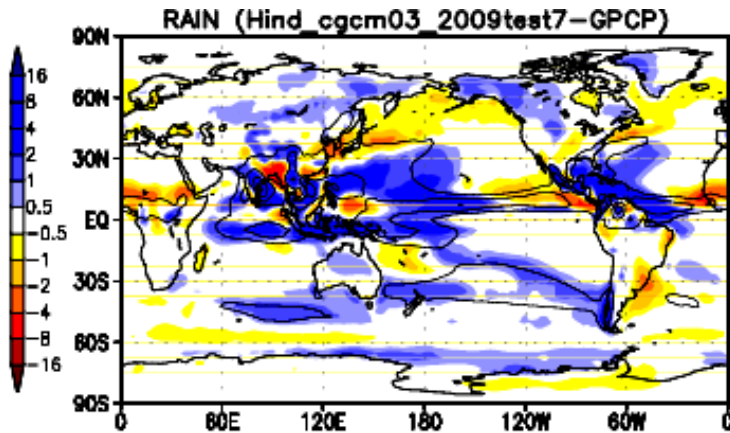 RAIN (Hind_cgcm03_2009test7-GPCP)
90N
60N
30N
EQ
30S
60S
90S
0 60E 120E 180 120W 60W 0
16
8
4
2
1
0.5
-0.5
-1
-2
-4
-8
-16